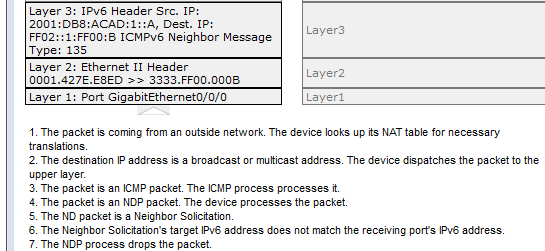 Layer 3: IPv6 Header Src. IP:
2001:DB8:ACAD:1::A, Dest. IP:
FF02::1:FF00:B ICMPv6 Neighbor Message
Type: 135
Layer3
Layer 2: Ethernet II Header
0001.427E.E8ED >> 3333.FF00.000B
Layer2
Layer 1: Port GigabitEthernet0/0/0
Layer1
1. The packet is coming from an outside network. The device looks up its NAT table for necessary
translations.
2. The destination IP address is a broadcast or multicast address. The device dispatches the packet to the
upper layer.
3. The packet is an ICMP packet. The ICMP process processes it.
4. The packet is an NDP packet. The device processes the packet.
5. The ND packet is a Neighbor Solicitation.
6. The Neighbor Solicitation's target IPv6 address does not match the receiving port's IPv6 address.
7. The NDP process drops the packet.